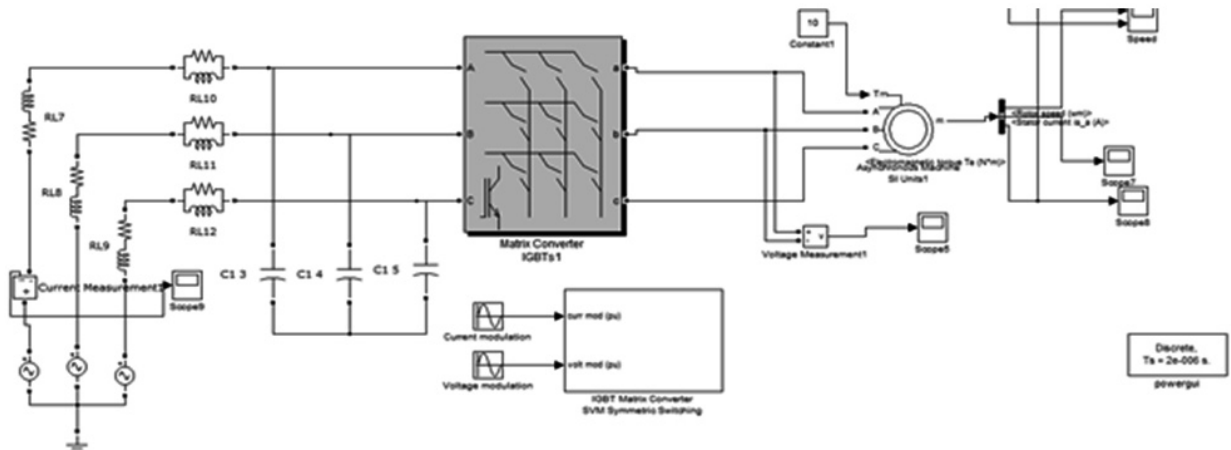 10
Constant1
Speed
RL10
RL7
A
a
Tm
A
B
C
m
<Rotor speed (wm)>
<Stator current is_a (A)>
<Electromagnetic torque Te (N*m)>
Asynchronous Machine
SI Units1
RL11
B
b
RL8
Scope7
RL12
C
c
Scope8
RL9
Matrix Converter
IGBTs1
+
-
v
Voltage Measurement1
Scope5
C1 3
C1 4
C1 5
Current Measurement1
Scope9
curr mod (pu)
Current modulation
volt mod (pu)
Voltage modulation
IGBT Matrix Converter
SVM Symmetric Switching
Discrete,
Ts = 2e-006 s.
powergui